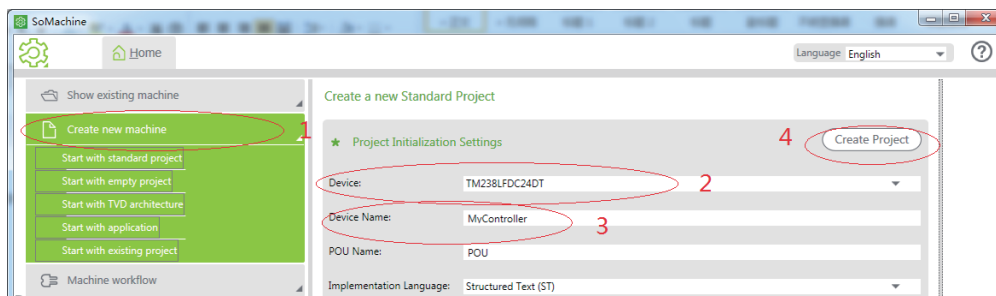 SoMachine
Home
Language English
Show existing machine
Create new machine 1
Start with standard project
Start with empty project
Start with TVD architecture
Start with application
Start with existing project
Machine workflow
Create a new Standard Project
Project Initialization Settings
4 Create Project
Device: TM238LFDC24DT 2
Device Name: MyController 3
POU Name: POU
Implementation Language: Structured Text (ST)